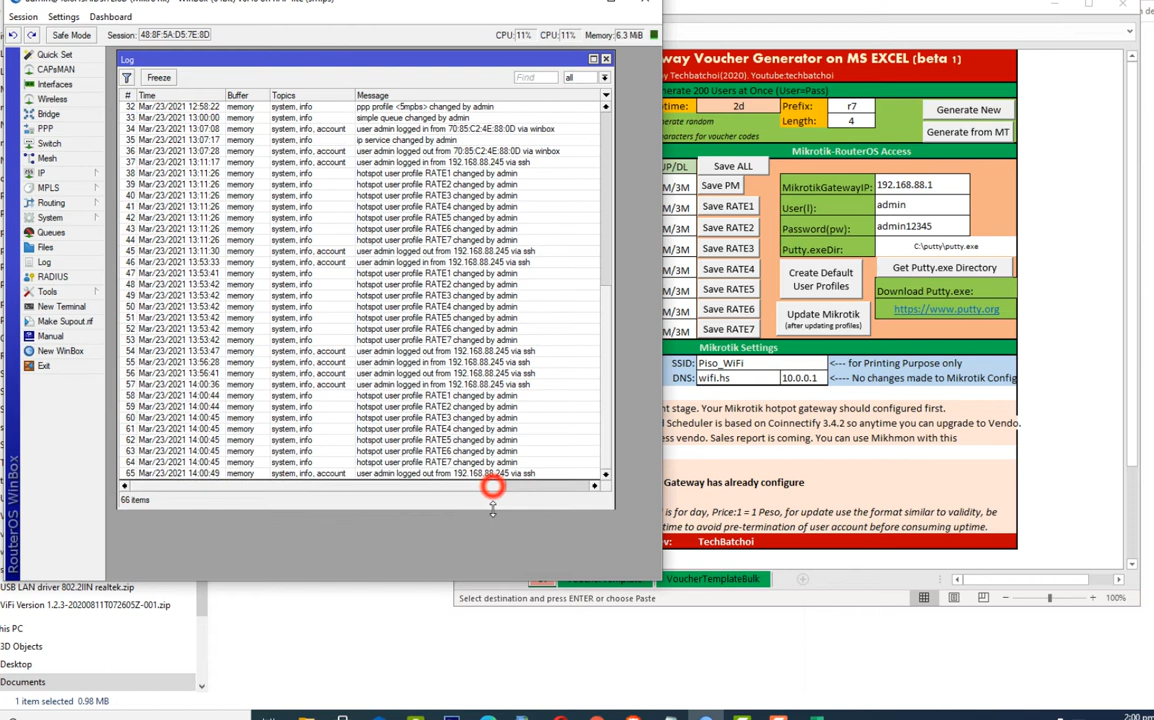 Session Settings Dashboard
Safe Mode Session: 48:8F:5A:D5:7E:8D CPU: 11% CPU: 11% Memory: 6.3 MiB
Quick Set
CAPsMAN
Interfaces
Wireless
Bridge
PPP
Switch
Mesh
IP
MPLS
Routing
System
Queues
Files
Log
RADIUS
Tools
New Terminal
Make Supout.rif
Manual
New WinBox
Exit
RouterOS WinBox
Log
Freeze Find all
# Time Buffer Topics Message
32 Mar/23/2021 12:58:22 memory system, info ppp profile <5mpbs> changed by admin
33 Mar/23/2021 13:00:00 memory system, info simple queue changed by admin
34 Mar/23/2021 13:07:08 memory system, info, account user admin logged in from 70:85:C2:4E:88:0D via winbox
35 Mar/23/2021 13:07:17 memory system, info ip service changed by admin
36 Mar/23/2021 13:07:22 memory system, info, account user admin logged out from 70:85:C2:4E:88:0D via winbox
37 Mar/23/2021 13:11:17 memory system, info, account user admin logged in from 192.168.88.245 via ssh
38 Mar/23/2021 13:11:26 memory system, info hotspot user profile RATE1 changed by admin
39 Mar/23/2021 13:11:26 memory system, info hotspot user profile RATE2 changed by admin
40 Mar/23/2021 13:11:26 memory system, info hotspot user profile RATE3 changed by admin
41 Mar/23/2021 13:11:26 memory system, info hotspot user profile RATE4 changed by admin
42 Mar/23/2021 13:11:26 memory system, info hotspot user profile RATE5 changed by admin
43 Mar/23/2021 13:11:26 memory system, info hotspot user profile RATE6 changed by admin
44 Mar/23/2021 13:11:26 memory system, info hotspot user profile RATE7 changed by admin
45 Mar/23/2021 13:11:30 memory system, info, account user admin logged out from 192.168.88.245 via ssh
46 Mar/23/2021 13:53:33 memory system, info, account user admin logged in from 192.168.88.245 via ssh
47 Mar/23/2021 13:53:41 memory system, info hotspot user profile RATE1 changed by admin
48 Mar/23/2021 13:53:41 memory system, info hotspot user profile RATE2 changed by admin
49 Mar/23/2021 13:53:41 memory system, info hotspot user profile RATE3 changed by admin
50 Mar/23/2021 13:53:42 memory system, info hotspot user profile RATE4 changed by admin
51 Mar/23/2021 13:53:42 memory system, info hotspot user profile RATE5 changed by admin
52 Mar/23/2021 13:53:42 memory system, info hotspot user profile RATE6 changed by admin
53 Mar/23/2021 13:53:42 memory system, info hotspot user profile RATE7 changed by admin
54 Mar/23/2021 13:53:47 memory system, info, account user admin logged out from 192.168.88.245 via ssh
55 Mar/23/2021 13:56:28 memory system, info, account user admin logged in from 192.168.88.245 via ssh
56 Mar/23/2021 13:56:41 memory system, info, account user admin logged out from 192.168.88.245 via ssh
57 Mar/23/2021 14:00:36 memory system, info, account user admin logged in from 192.168.88.245 via ssh
58 Mar/23/2021 14:00:44 memory system, info hotspot user profile RATE1 changed by admin
59 Mar/23/2021 14:00:44 memory system, info hotspot user profile RATE2 changed by admin
60 Mar/23/2021 14:00:44 memory system, info hotspot user profile RATE3 changed by admin
61 Mar/23/2021 14:00:44 memory system, info hotspot user profile RATE4 changed by admin
62 Mar/23/2021 14:00:45 memory system, info hotspot user profile RATE5 changed by admin
63 Mar/23/2021 14:00:45 memory system, info hotspot user profile RATE6 changed by admin
64 Mar/23/2021 14:00:45 memory system, info hotspot user profile RATE7 changed by admin
65 Mar/23/2021 14:00:49 memory system, info, account user admin logged out from 192.168.88.245 via ssh
66 items
way Voucher Generator on MS EXCEL (beta 1)
by Techbatchoi(2020). Youtube:techbatchoi
nerate 200 Users at Once (User=Pass)
ptime: 2d Prefix: r7 Generate New
nerate random Length: 4
haracters for voucher codes Generate from MT
Mikrotik-RouterOS Access
UP/DL Save ALL
M/3M Save PM MikrotikGatewayIP: 192.168.88.1
M/3M Save RATE1 User(l): admin
M/3M Save RATE2 Password(pw): admin12345
M/3M Save RATE3 Putty.exeDir: C:\putty\putty.exe
M/3M Save RATE4 Create Default User Profiles Get Putty.exe Directory
M/3M Save RATE5 Download Putty.exe:
M/3M Save RATE6 Update Mikrotik https://www.putty.org
M/3M Save RATE7 (after updating profiles)
Mikrotik Settings
SSID: Piso_WiFi <--- for Printing Purpose only
DNS: wifi.hs 10.0.0.1 <---- No changes made to Mikrotik Config
nt stage. Your Mikrotik hotpot gateway should configured first.
d Scheduler is based on Coinnectify 3.4.2 so anytime you can upgrade to Vendo.
ess vendo. Sales report is coming. You can use Mikhmon with this
Gateway has already configure
l is for day, Price:1 = 1 Peso, for update use the format similar to validity, be
time to avoid pre-termination of user account before consuming uptime.
ev: TechBatchoi
VoucherTemplateBulk
Select destination and press ENTER or choose Paste 100%
USB LAN driver 802.2IIN realtek.zip
ViFi Version 1.2.3-20200811T072605Z-001.zip
his PC
3D Objects
Desktop
Documents
1 item selected 0.98 MB
2:00 pm